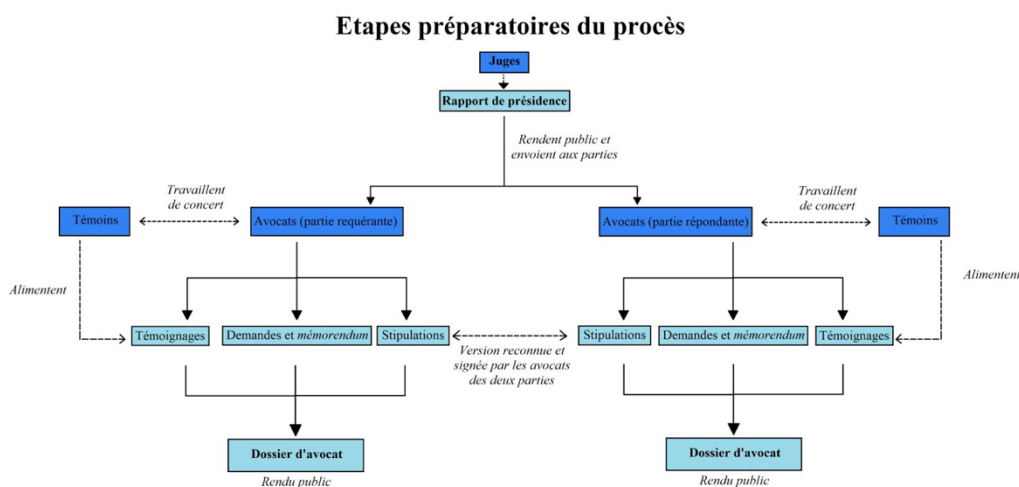 Etapes préparatoires du procès
Juges
Rapport de présidence
Rendent public et
envoient aux parties
Travaillent
de concert
Travaillent
de concert
Témoins
Avocats (partie requérante)
Avocats (partie répondante)
Témoins
Alimentent
Alimentent
Témoignages
Demandes et mémorendum
Stipulations
Stipulations
Demandes et mémorendum
Témoignages
Version reconnue et
signée par les avocats
des deux parties
Dossier d'avocat
Dossier d'avocat
Rendu public
Rendu public